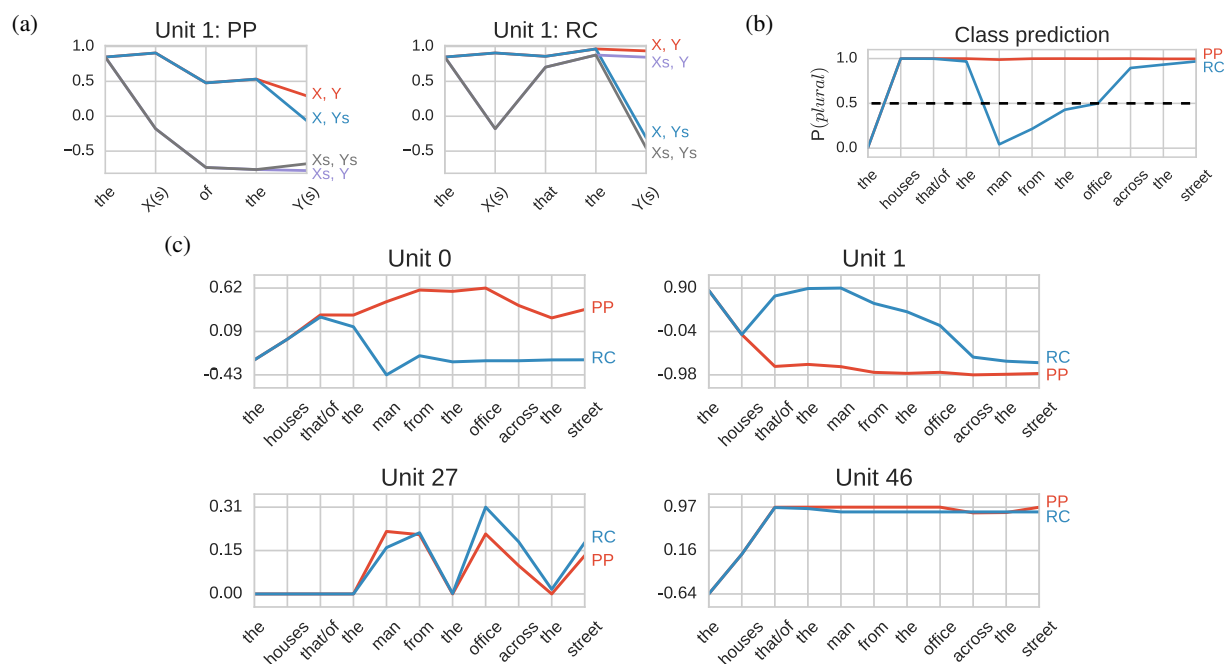 (a)
Unit 1: PP
1.0
0.5
0.0
−0.5
X, Y
X, Ys
Xs, Ys
Xs, Y
the
X(s)
of
the
Y(s)
Unit 1: RC
1.0
0.5
0.0
−0.5
X, Y
Xs, Y
X, Ys
Xs, Ys
the
X(s)
that
the
Y(s)
(b)
Class prediction
P(plural)
1.0
0.5
0.0
PP
RC
the
houses
that/of
the
man
from
the
office
across
the
street
(c)
Unit 0
0.62
0.09
-0.43
PP
RC
the
houses
that/of
the
man
from
the
office
across
the
street
Unit 1
0.90
-0.04
-0.98
RC
PP
the
houses
that/of
the
man
from
the
office
across
the
street
Unit 27
0.31
0.15
0.00
RC
PP
the
houses
that/of
the
man
from
the
office
across
the
street
Unit 46
0.97
0.16
-0.64
PP
RC
the
houses
that/of
the
man
from
the
office
across
the
street